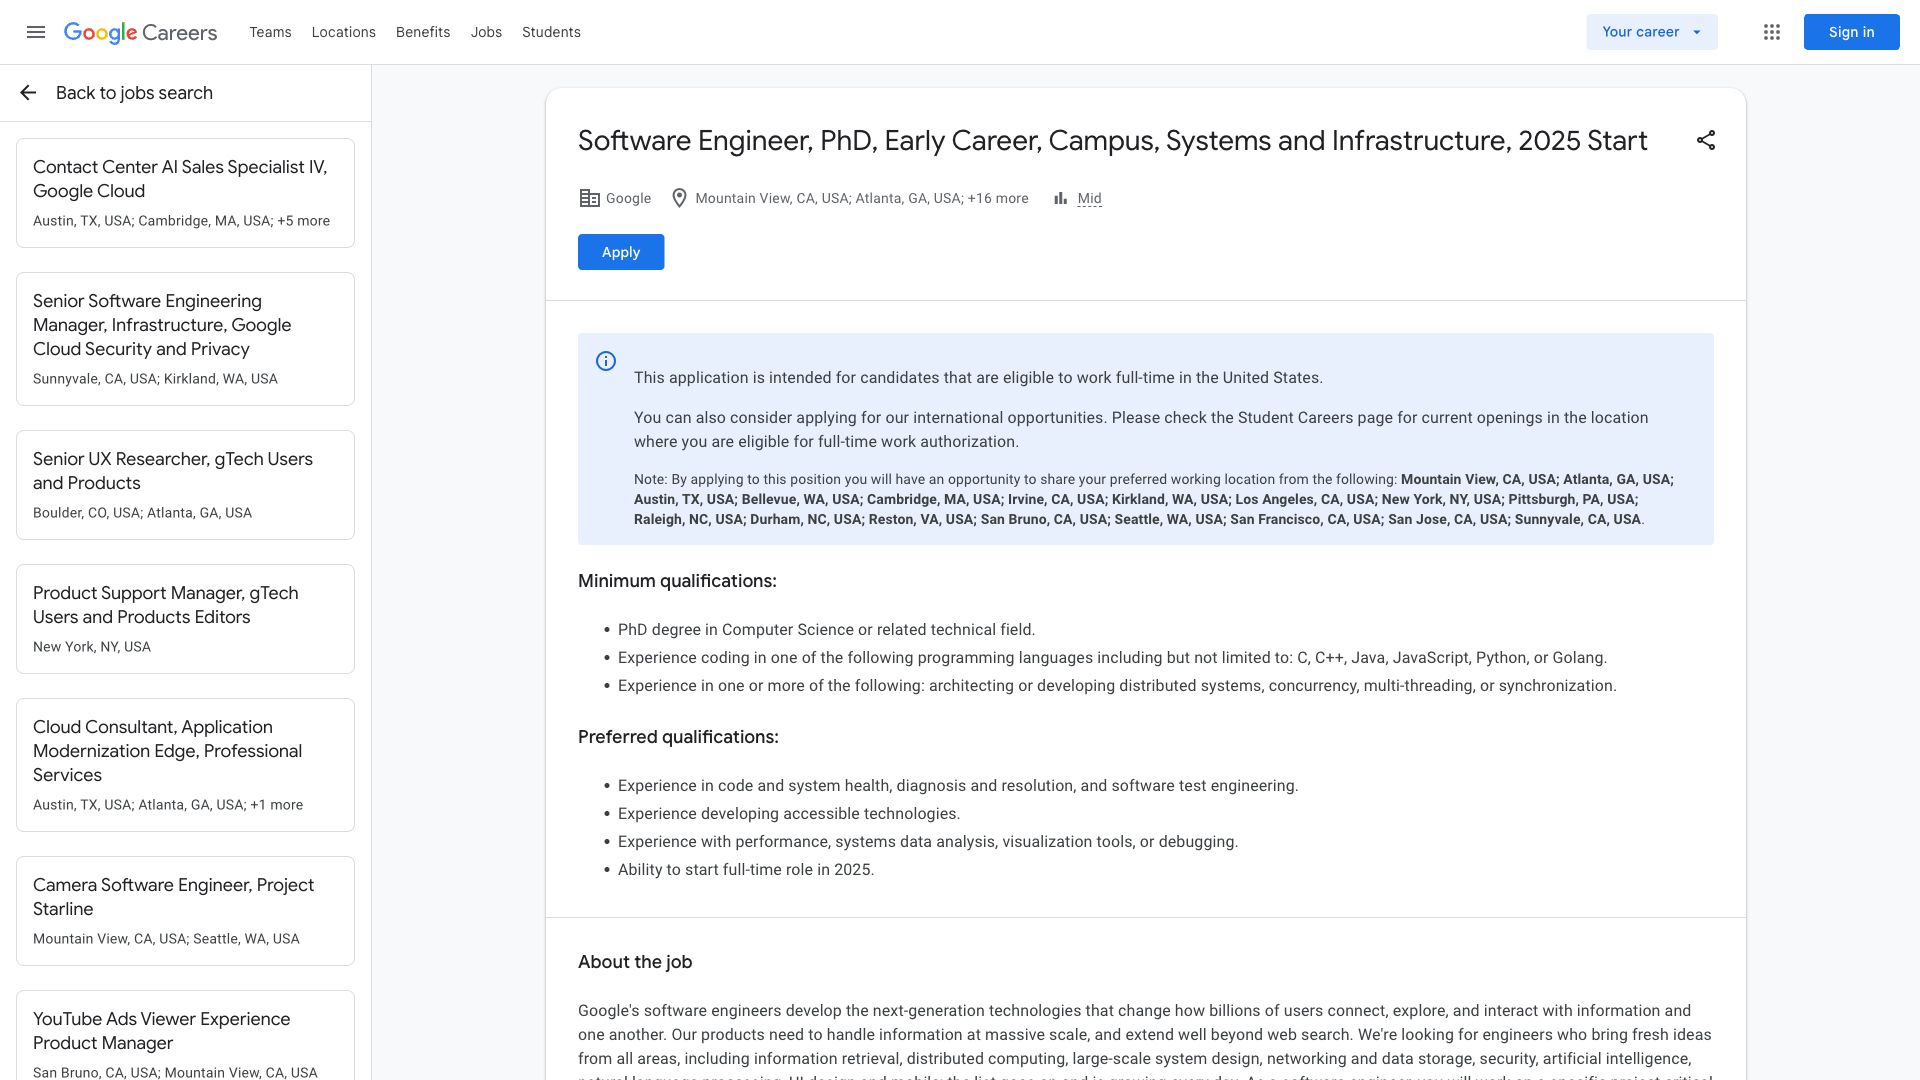 Google Careers
Teams
Locations
Benefits
Jobs
Students
Your career
Sign in
Back to jobs search
Contact Center AI Sales Specialist IV,
Google Cloud
Austin, TX, USA; Cambridge, MA, USA; +5 more
Senior Software Engineering
Manager, Infrastructure, Google
Cloud Security and Privacy
Sunnyvale, CA, USA; Kirkland, WA, USA
Senior UX Researcher, gTech Users
and Products
Boulder, CO, USA; Atlanta, GA, USA
Product Support Manager, gTech
Users and Products Editors
New York, NY, USA
Cloud Consultant, Application
Modernization Edge, Professional
Services
Austin, TX, USA; Atlanta, GA, USA; +1 more
Camera Software Engineer, Project
Starline
Mountain View, CA, USA; Seattle, WA, USA
YouTube Ads Viewer Experience
Product Manager
San Bruno, CA, USA; Mountain View, CA, USA
Software Engineer, PhD, Early Career, Campus, Systems and Infrastructure, 2025 Start
Google
Mountain View, CA, USA; Atlanta, GA, USA; +16 more
Mid
Apply
This application is intended for candidates that are eligible to work full-time in the United States.
You can also consider applying for our international opportunities. Please check the Student Careers page for current openings in the location
where you are eligible for full-time work authorization.
Note: By applying to this position you will have an opportunity to share your preferred working location from the following: Mountain View, CA, USA; Atlanta, GA, USA;
Austin, TX, USA; Bellevue, WA, USA; Cambridge, MA, USA; Irvine, CA, USA; Kirkland, WA, USA; Los Angeles, CA, USA; New York, NY, USA; Pittsburgh, PA, USA;
Raleigh, NC, USA; Durham, NC, USA; Reston, VA, USA; San Bruno, CA, USA; Seattle, WA, USA; San Francisco, CA, USA; San Jose, CA, USA; Sunnyvale, CA, USA.
Minimum qualifications:
• PhD degree in Computer Science or related technical field.
• Experience coding in one of the following programming languages including but not limited to: C, C++, Java, JavaScript, Python, or Golang.
• Experience in one or more of the following: architecting or developing distributed systems, concurrency, multi-threading, or synchronization.
Preferred qualifications:
• Experience in code and system health, diagnosis and resolution, and software test engineering.
• Experience developing accessible technologies.
• Experience with performance, systems data analysis, visualization tools, or debugging.
• Ability to start full-time role in 2025.
About the job
Google's software engineers develop the next-generation technologies that change how billions of users connect, explore, and interact with information and
one another. Our products need to handle information at massive scale, and extend well beyond web search. We're looking for engineers who bring fresh ideas
from all areas, including information retrieval, distributed computing, large-scale system design, networking and data storage, security, artificial intelligence,